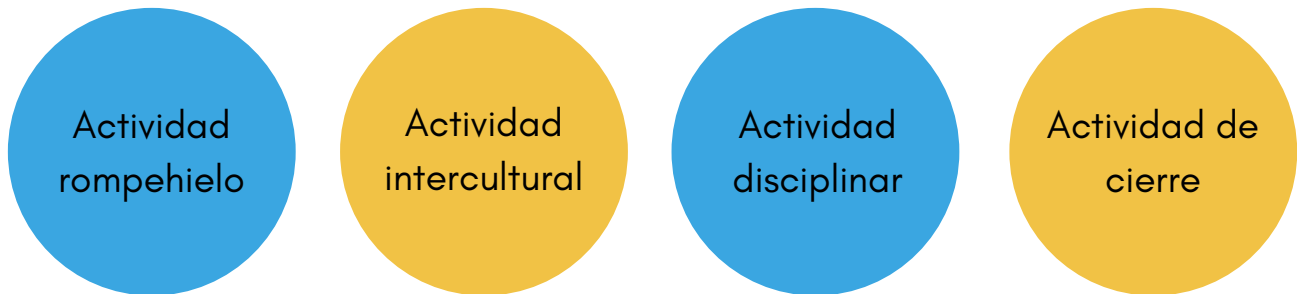 Actividad
rompehielo
Actividad
intercultural
Actividad
disciplinar
Actividad de
cierre